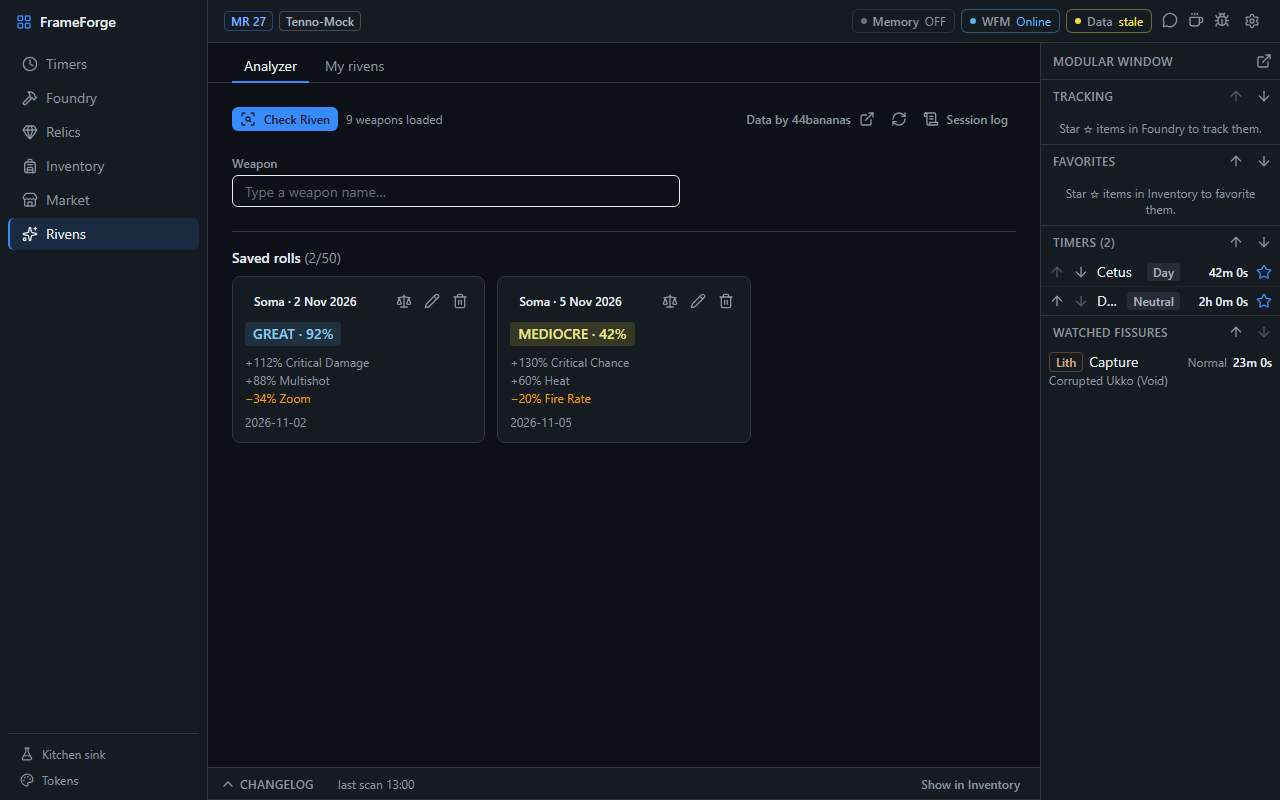 FrameForge
MR 27
Tenno-Mock
Memory OFF
WFM Online
Data stale
Timers
Foundry
Relics
Inventory
Market
Rivens
Kitchen sink
Tokens
Analyzer
My rivens
Check Riven
9 weapons loaded
Data by 44bananas
Session log
Weapon
Type a weapon name...
Saved rolls (2/50)
Soma · 2 Nov 2026
GREAT · 92%
+112% Critical Damage
+88% Multishot
−34% Zoom
2026-11-02
Soma · 5 Nov 2026
MEDIOCRE · 42%
+130% Critical Chance
+60% Heat
−20% Fire Rate
2026-11-05
CHANGELOG
last scan 13:00
Show in Inventory
MODULAR WINDOW
TRACKING
Star ☆ items in Foundry to track them.
FAVORITES
Star ☆ items in Inventory to favorite
them.
TIMERS (2)
Cetus Day 42m 0s
D... Neutral 2h 0m 0s
WATCHED FISSURES
Lith Capture Normal 23m 0s
Corrupted Ukko (Void)